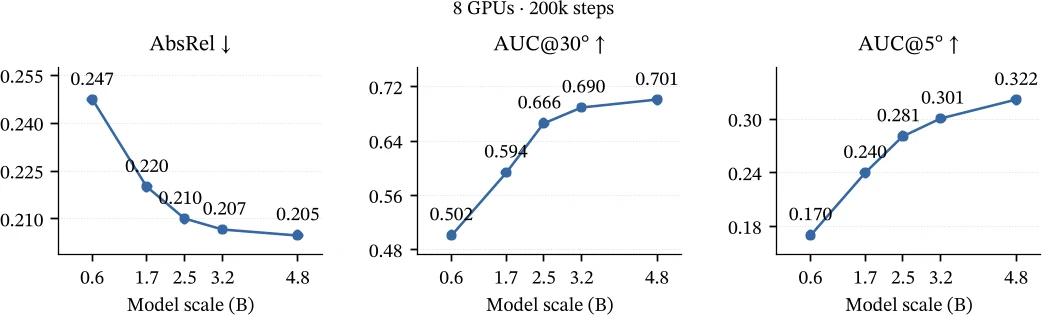 8 GPUs · 200k steps
AbsRel ↓
0.255
0.240
0.225
0.210
0.247
0.220
0.210
0.207
0.205
0.6 1.7 2.5 3.2 4.8
Model scale (B)
AUC@30° ↑
0.72
0.64
0.56
0.48
0.502
0.594
0.666
0.690
0.701
0.6 1.7 2.5 3.2 4.8
Model scale (B)
AUC@5° ↑
0.30
0.24
0.18
0.170
0.240
0.281
0.301
0.322
0.6 1.7 2.5 3.2 4.8
Model scale (B)